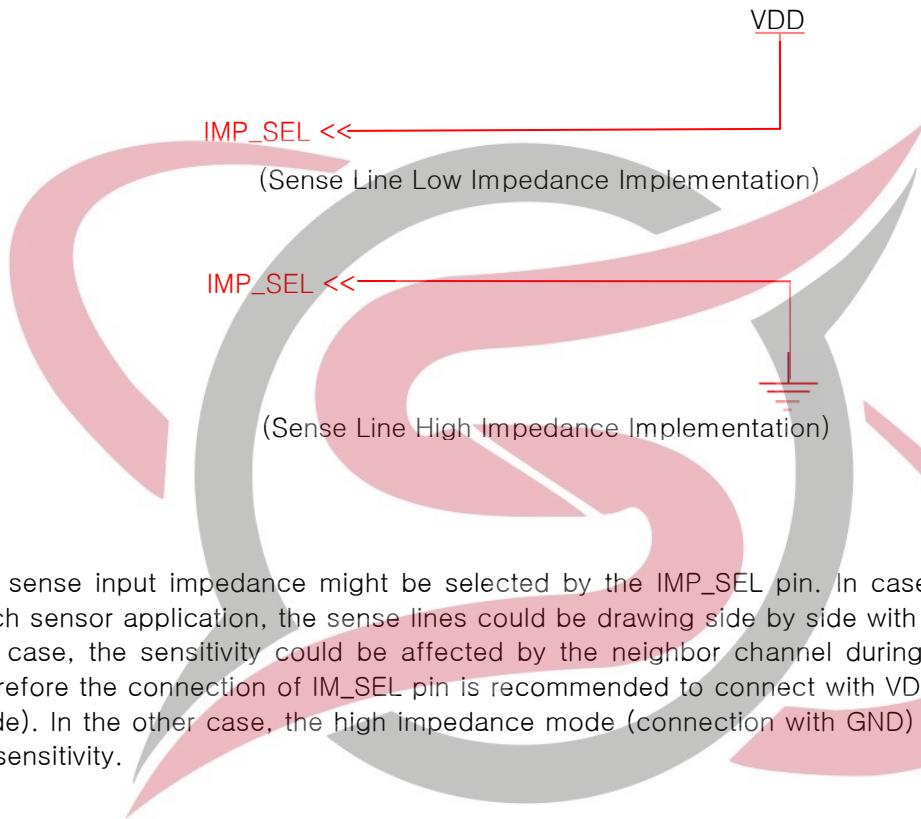 VDD
IMP_SEL <<
(Sense Line Low Impedance Implementation)
IMP_SEL <<
(Sense Line High Impedance Implementation)
sense input impedance might be selected by the IMP_SEL pin. In case
ch sensor application, the sense lines could be drawing side by side with
case, the sensitivity could be affected by the neighbor channel during
refore the connection of IM_SEL pin is recommended to connect with VD
de). In the other case, the high impedance mode (connection with GND)
sensitivity.